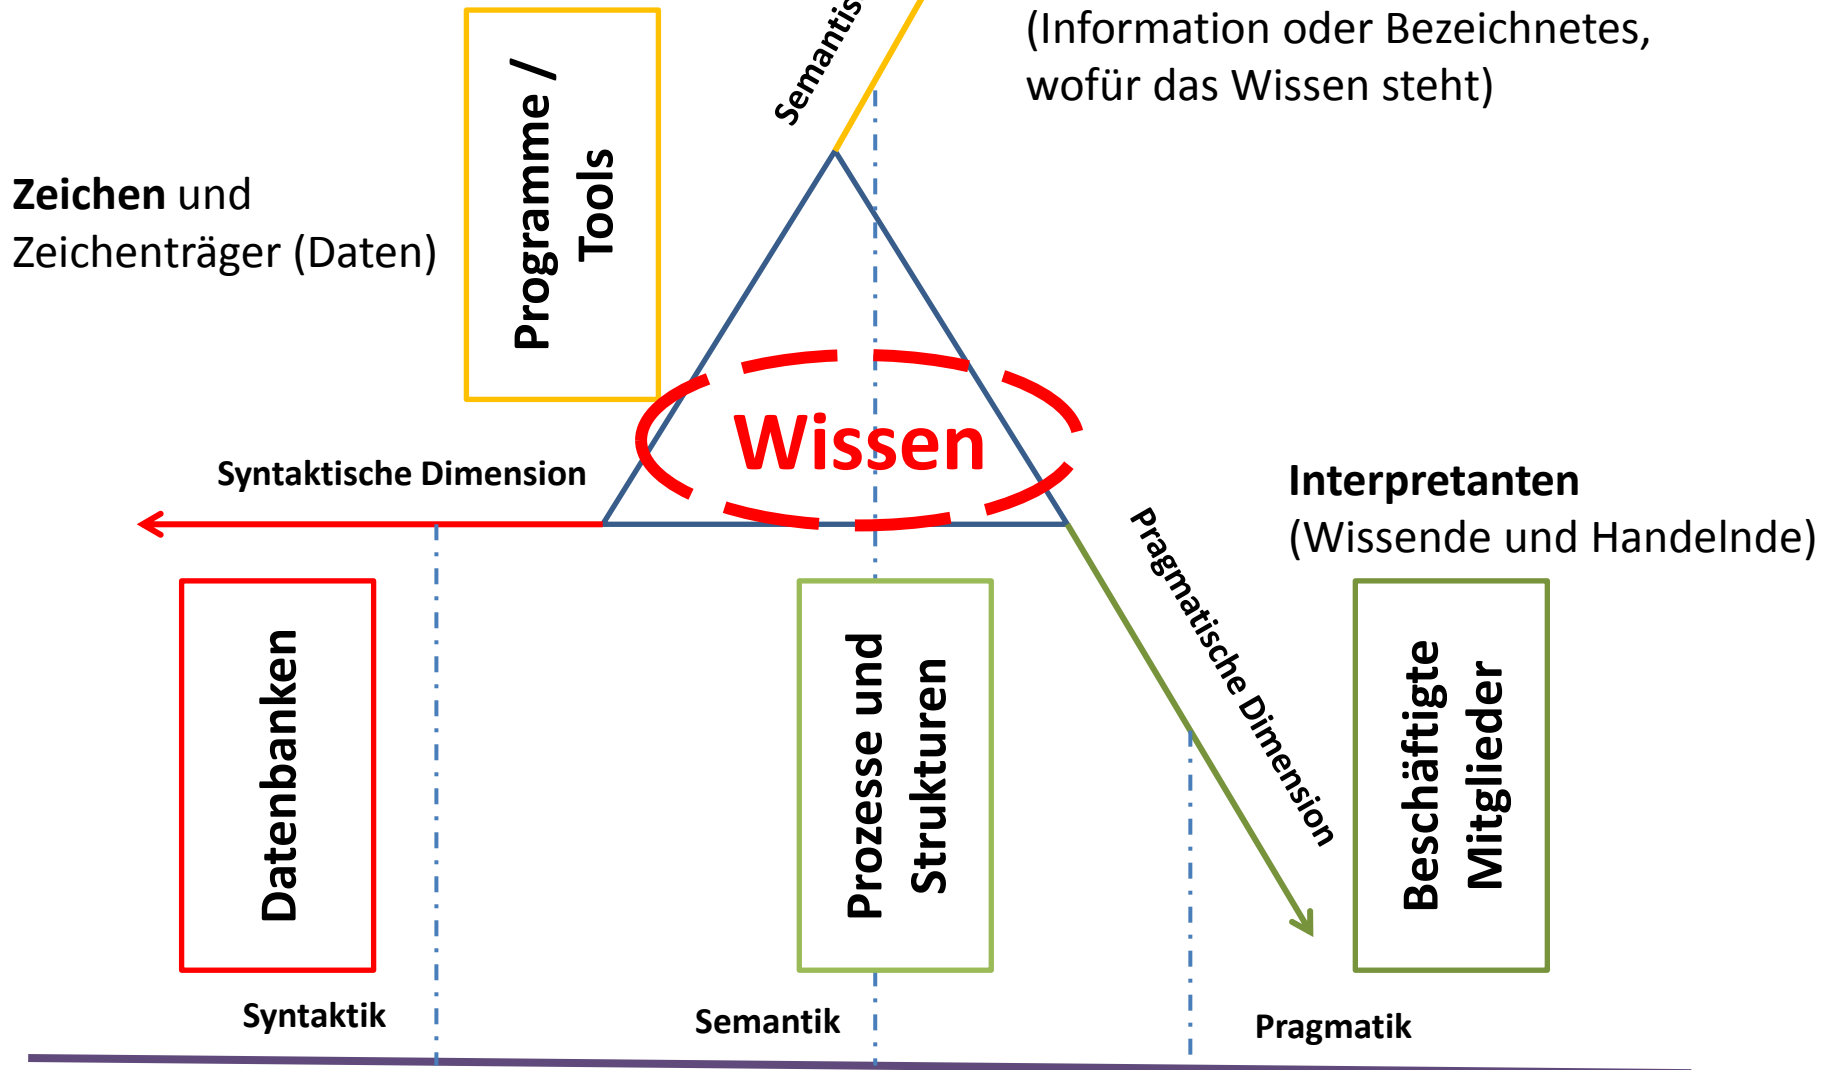 (Information oder Bezeichnetes,
wofür das Wissen steht)
Programme /
Tools
Zeichen und
Zeichenträger (Daten)
Wissen
Syntaktische Dimension
Interpretanten
(Wissende und Handelnde)
Pragmatische Dimension
Datenbanken
Prozesse und
Strukturen
Beschäftigte
Mitglieder
Syntaktik
Semantik
Pragmatik